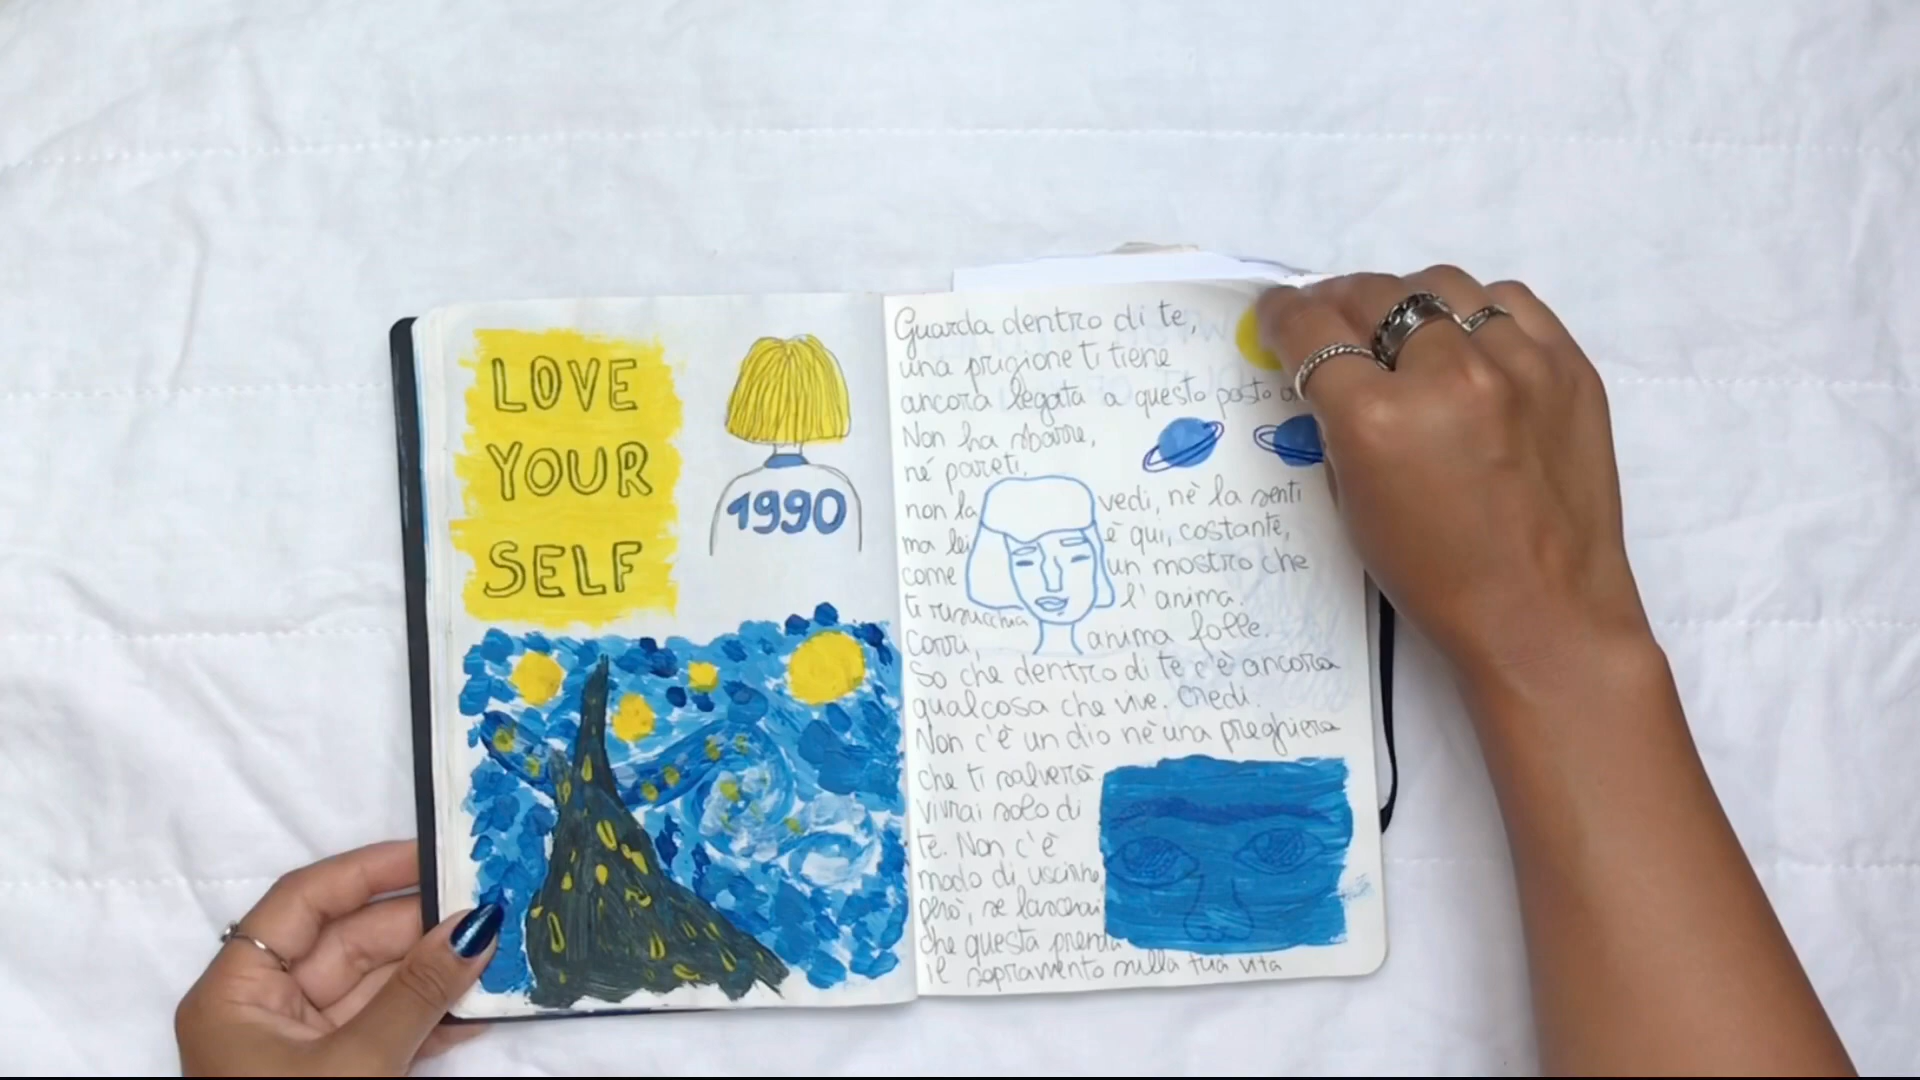 LOVE
YOUR
SELF
1990
Guarda dentro di te,
una prigione ti tiene
ancora legata a questo posto
Non ha sbarre,
né pareti,
non la vedi, nè la senti
ma lei è qui, costante,
come un mostro che
ti risucchia l'anima.
Corri, anima folle.
So che dentro di te c'è ancora
qualcosa che vive. Credi.
Non c'è un dio nè una preghiera
che ti salverà.
vivrai solo di
te. Non c'è
modo di uscirne
però, se lascerai
che questa prenda
il sopravvento sulla tua vita